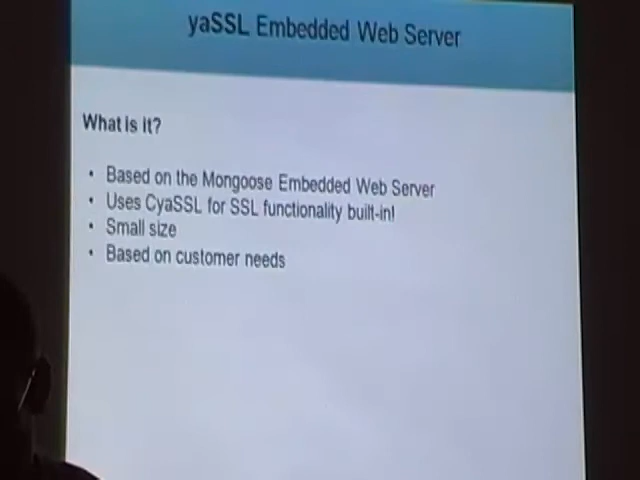 yaSSL Embedded Web Server
What is it?
• Based on the Mongoose Embedded Web Server
• Uses CyaSSL for SSL functionality built-in!
• Small size
• Based on customer needs